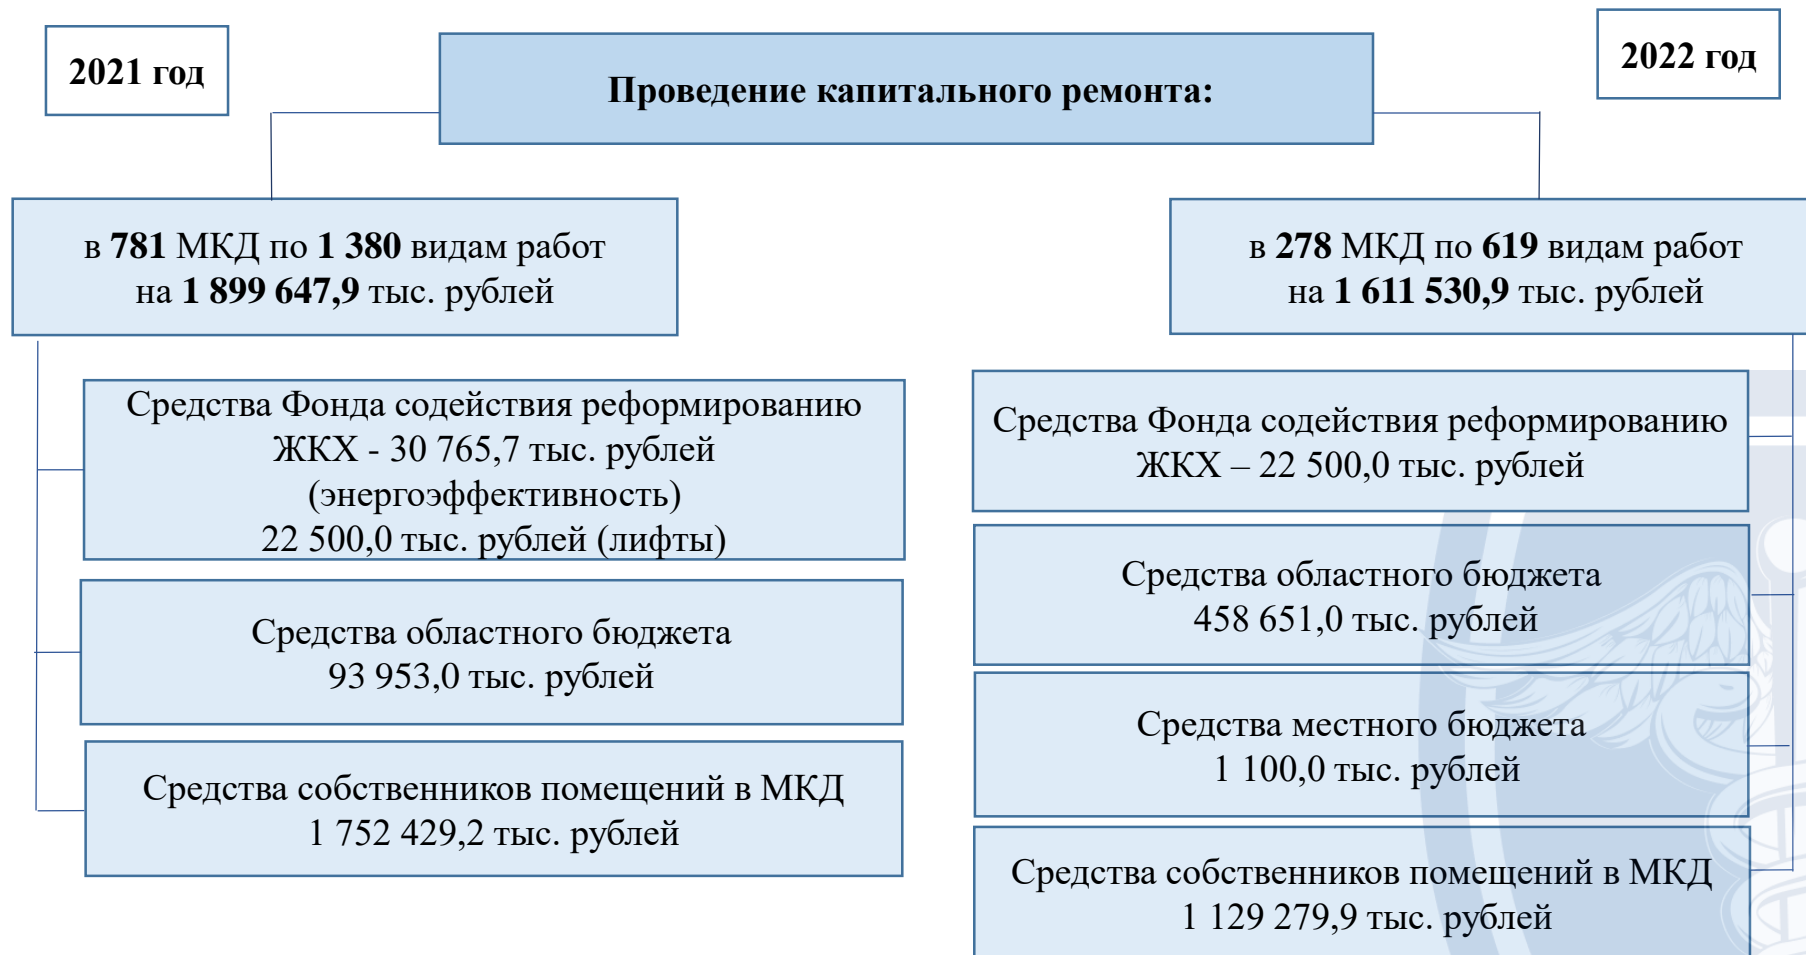 2021 год
Проведение капитального ремонта:
2022 год
в 781 МКД по 1 380 видам работ
на 1 899 647,9 тыс. рублей
Средства Фонда содействия реформированию
ЖКХ - 30 765,7 тыс. рублей
(энергоэффективность)
22 500,0 тыс. рублей (лифты)
Средства областного бюджета
93 953,0 тыс. рублей
Средства собственников помещений в МКД
1 752 429,2 тыс. рублей
в 278 МКД по 619 видам работ
на 1 611 530,9 тыс. рублей
Средства Фонда содействия реформированию
ЖКХ – 22 500,0 тыс. рублей
Средства областного бюджета
458 651,0 тыс. рублей
Средства местного бюджета
1 100,0 тыс. рублей
Средства собственников помещений в МКД
1 129 279,9 тыс. рублей